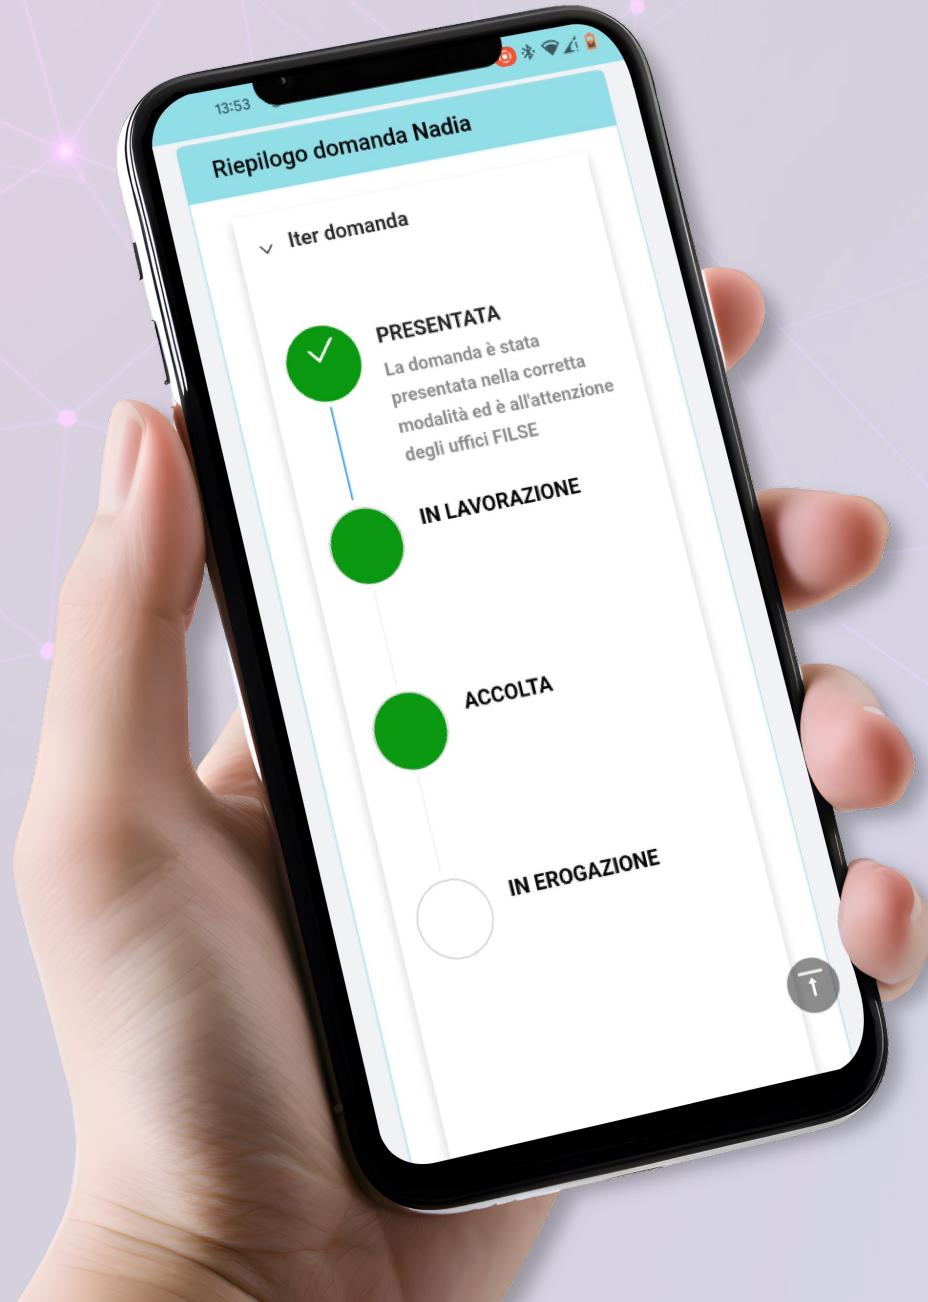 13:53
Riepilogo domanda Nadia
Iter domanda
PRESENTATA
La domanda è stata
presentata nella corretta
modalità ed è all'attenzione
degli uffici FILSE
IN LAVORAZIONE
ACCOLTA
IN EROGAZIONE